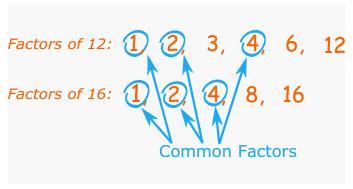 Factors of 12: 1, 2, 3, 4, 6, 12
Factors of 16: 1, 2, 4, 8, 16
Common Factors